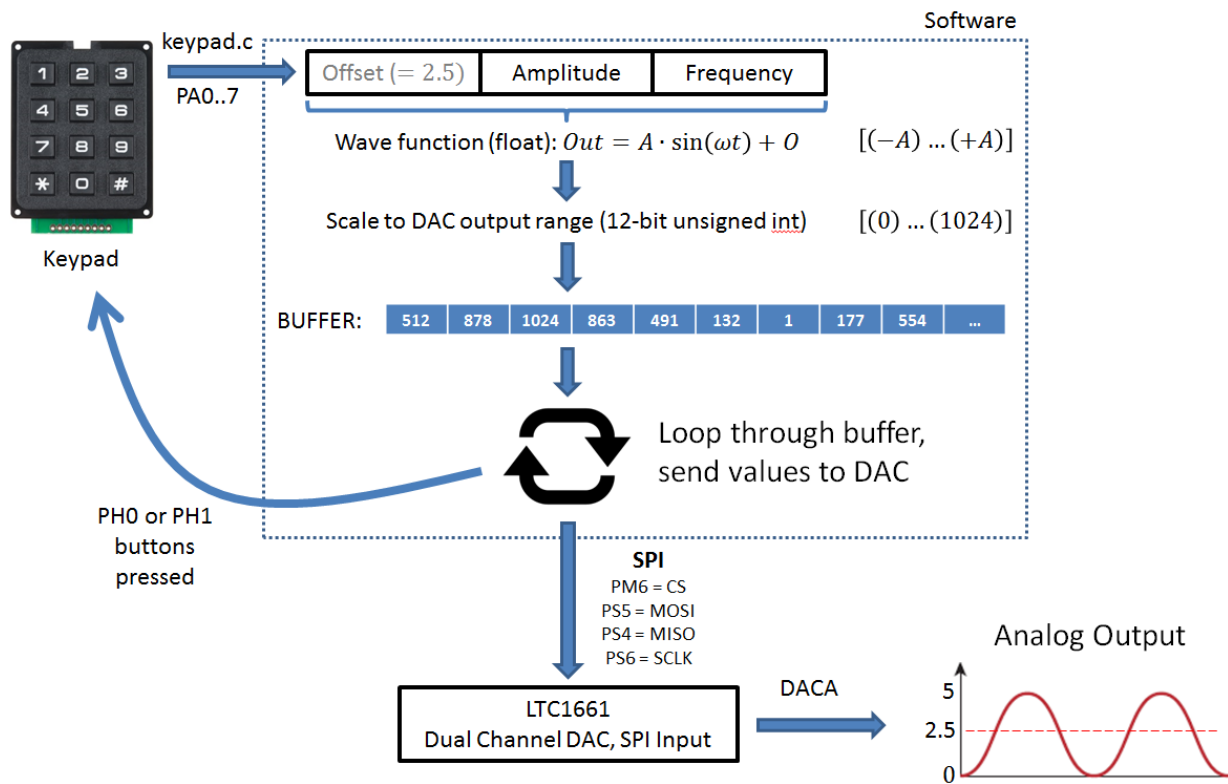 Software
keypad.c
PA0..7
1 2 3
4 5 6
7 8 9
* 0 #
Keypad
Offset (= 2.5) Amplitude Frequency
Wave function (float): Out = A · sin(ωt) + O [(−A) … (+A)]
Scale to DAC output range (12-bit unsigned int) [(0) … (1024)]
BUFFER: 512 878 1024 863 491 132 1 177 554 ...
Loop through buffer,
send values to DAC
PH0 or PH1
buttons
pressed
SPI
PM6 = CS
PS5 = MOSI
PS4 = MISO
PS6 = SCLK
LTC1661
Dual Channel DAC, SPI Input
DACA
Analog Output
5
2.5
0